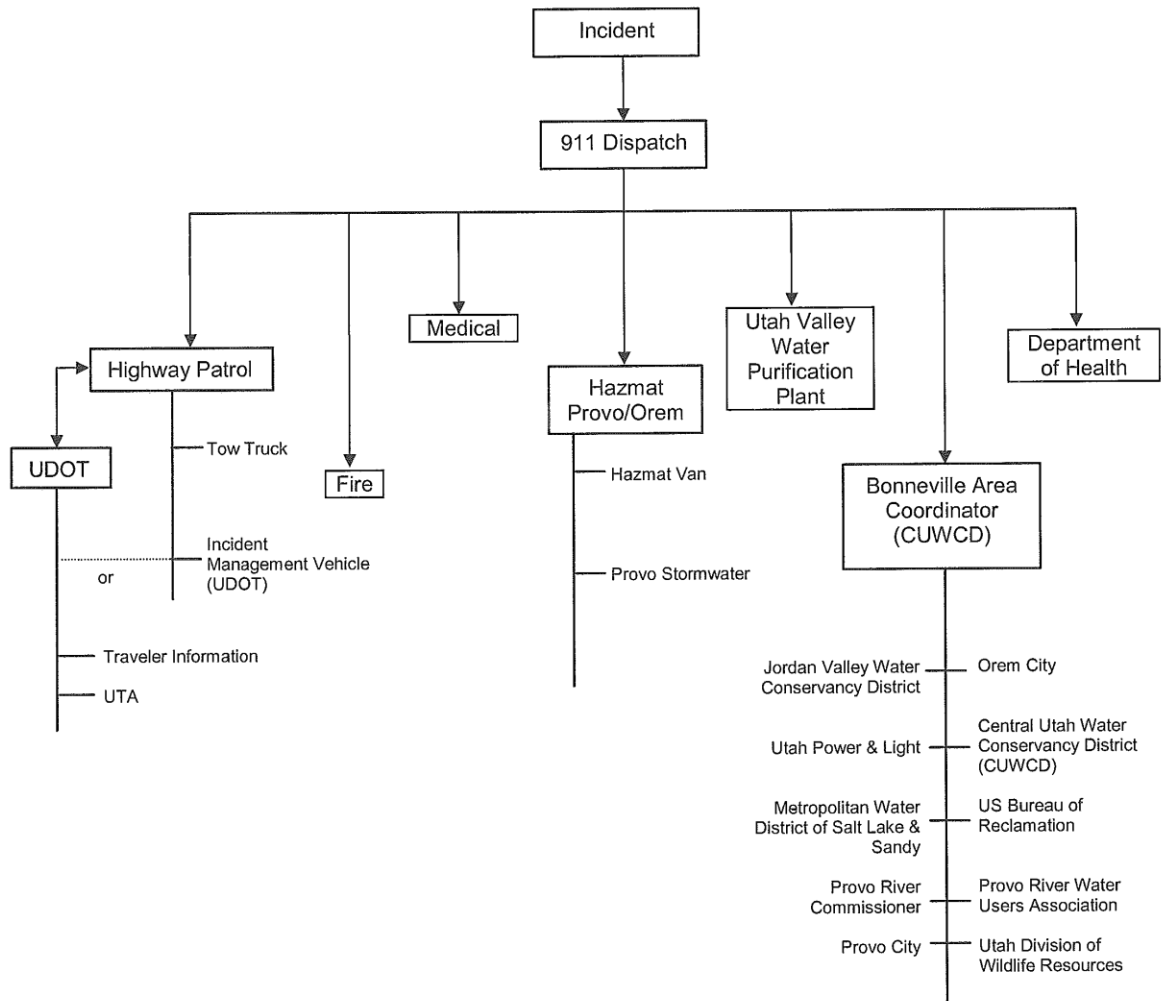 Incident
911 Dispatch
Medical
Utah Valley
Water
Purification
Plant
Department
of Health
Highway Patrol
Hazmat
Provo/Orem
UDOT
Tow Truck
Fire
Hazmat Van
Bonneville Area
Coordinator
(CUWCD)
or
Incident
Management Vehicle
(UDOT)
Provo Stormwater
Traveler Information
UTA
Jordan Valley Water
Conservancy District
Orem City
Utah Power & Light
Central Utah Water
Conservancy District
(CUWCD)
Metropolitan Water
District of Salt Lake &
Sandy
US Bureau of
Reclamation
Provo River
Commissioner
Provo River Water
Users Association
Provo City
Utah Division of
Wildlife Resources